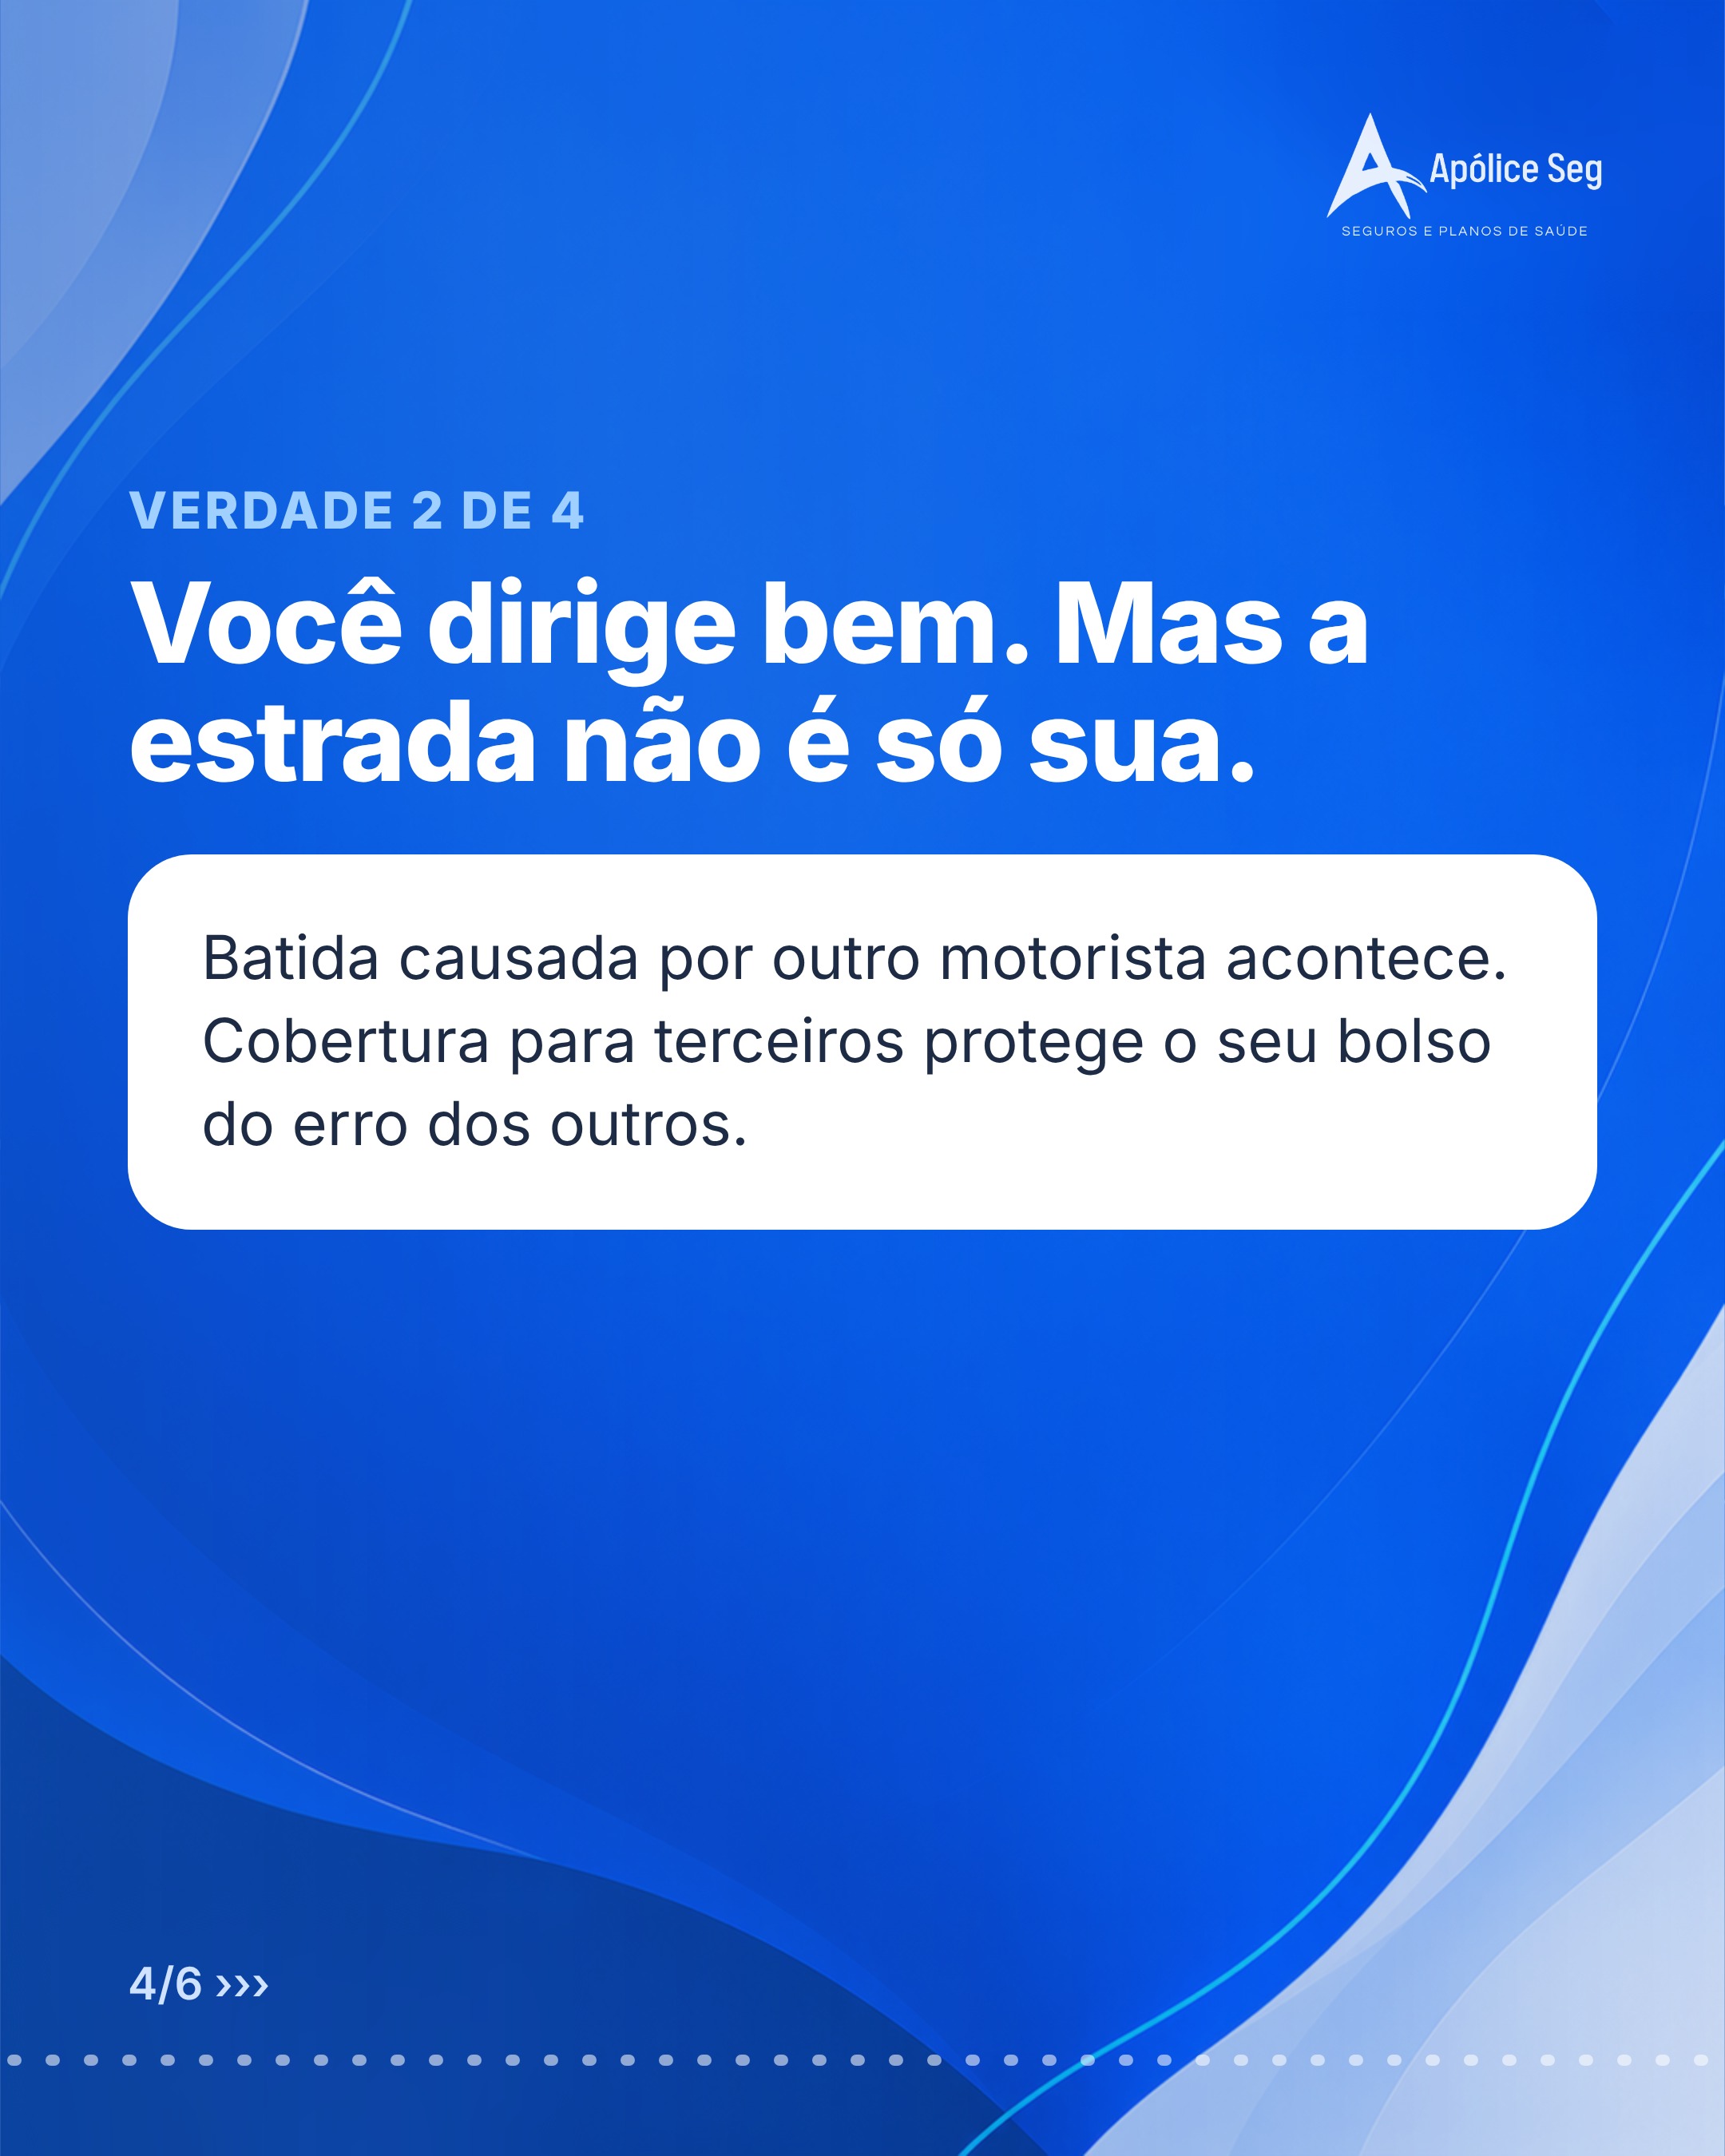 Apólice Seg
SEGUROS E PLANOS DE SAÚDE
VERDADE 2 DE 4
Você dirige bem. Mas a
estrada não é só sua.
Batida causada por outro motorista acontece.
Cobertura para terceiros protege o seu bolso
do erro dos outros.
4/6 ›››